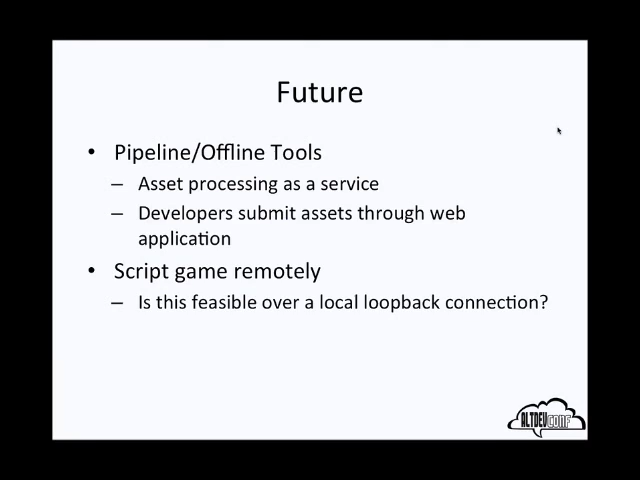 Future
• Pipeline/Offline Tools
– Asset processing as a service
– Developers submit assets through web
application
• Script game remotely
– Is this feasible over a local loopback connection?
ALTDEVCONF